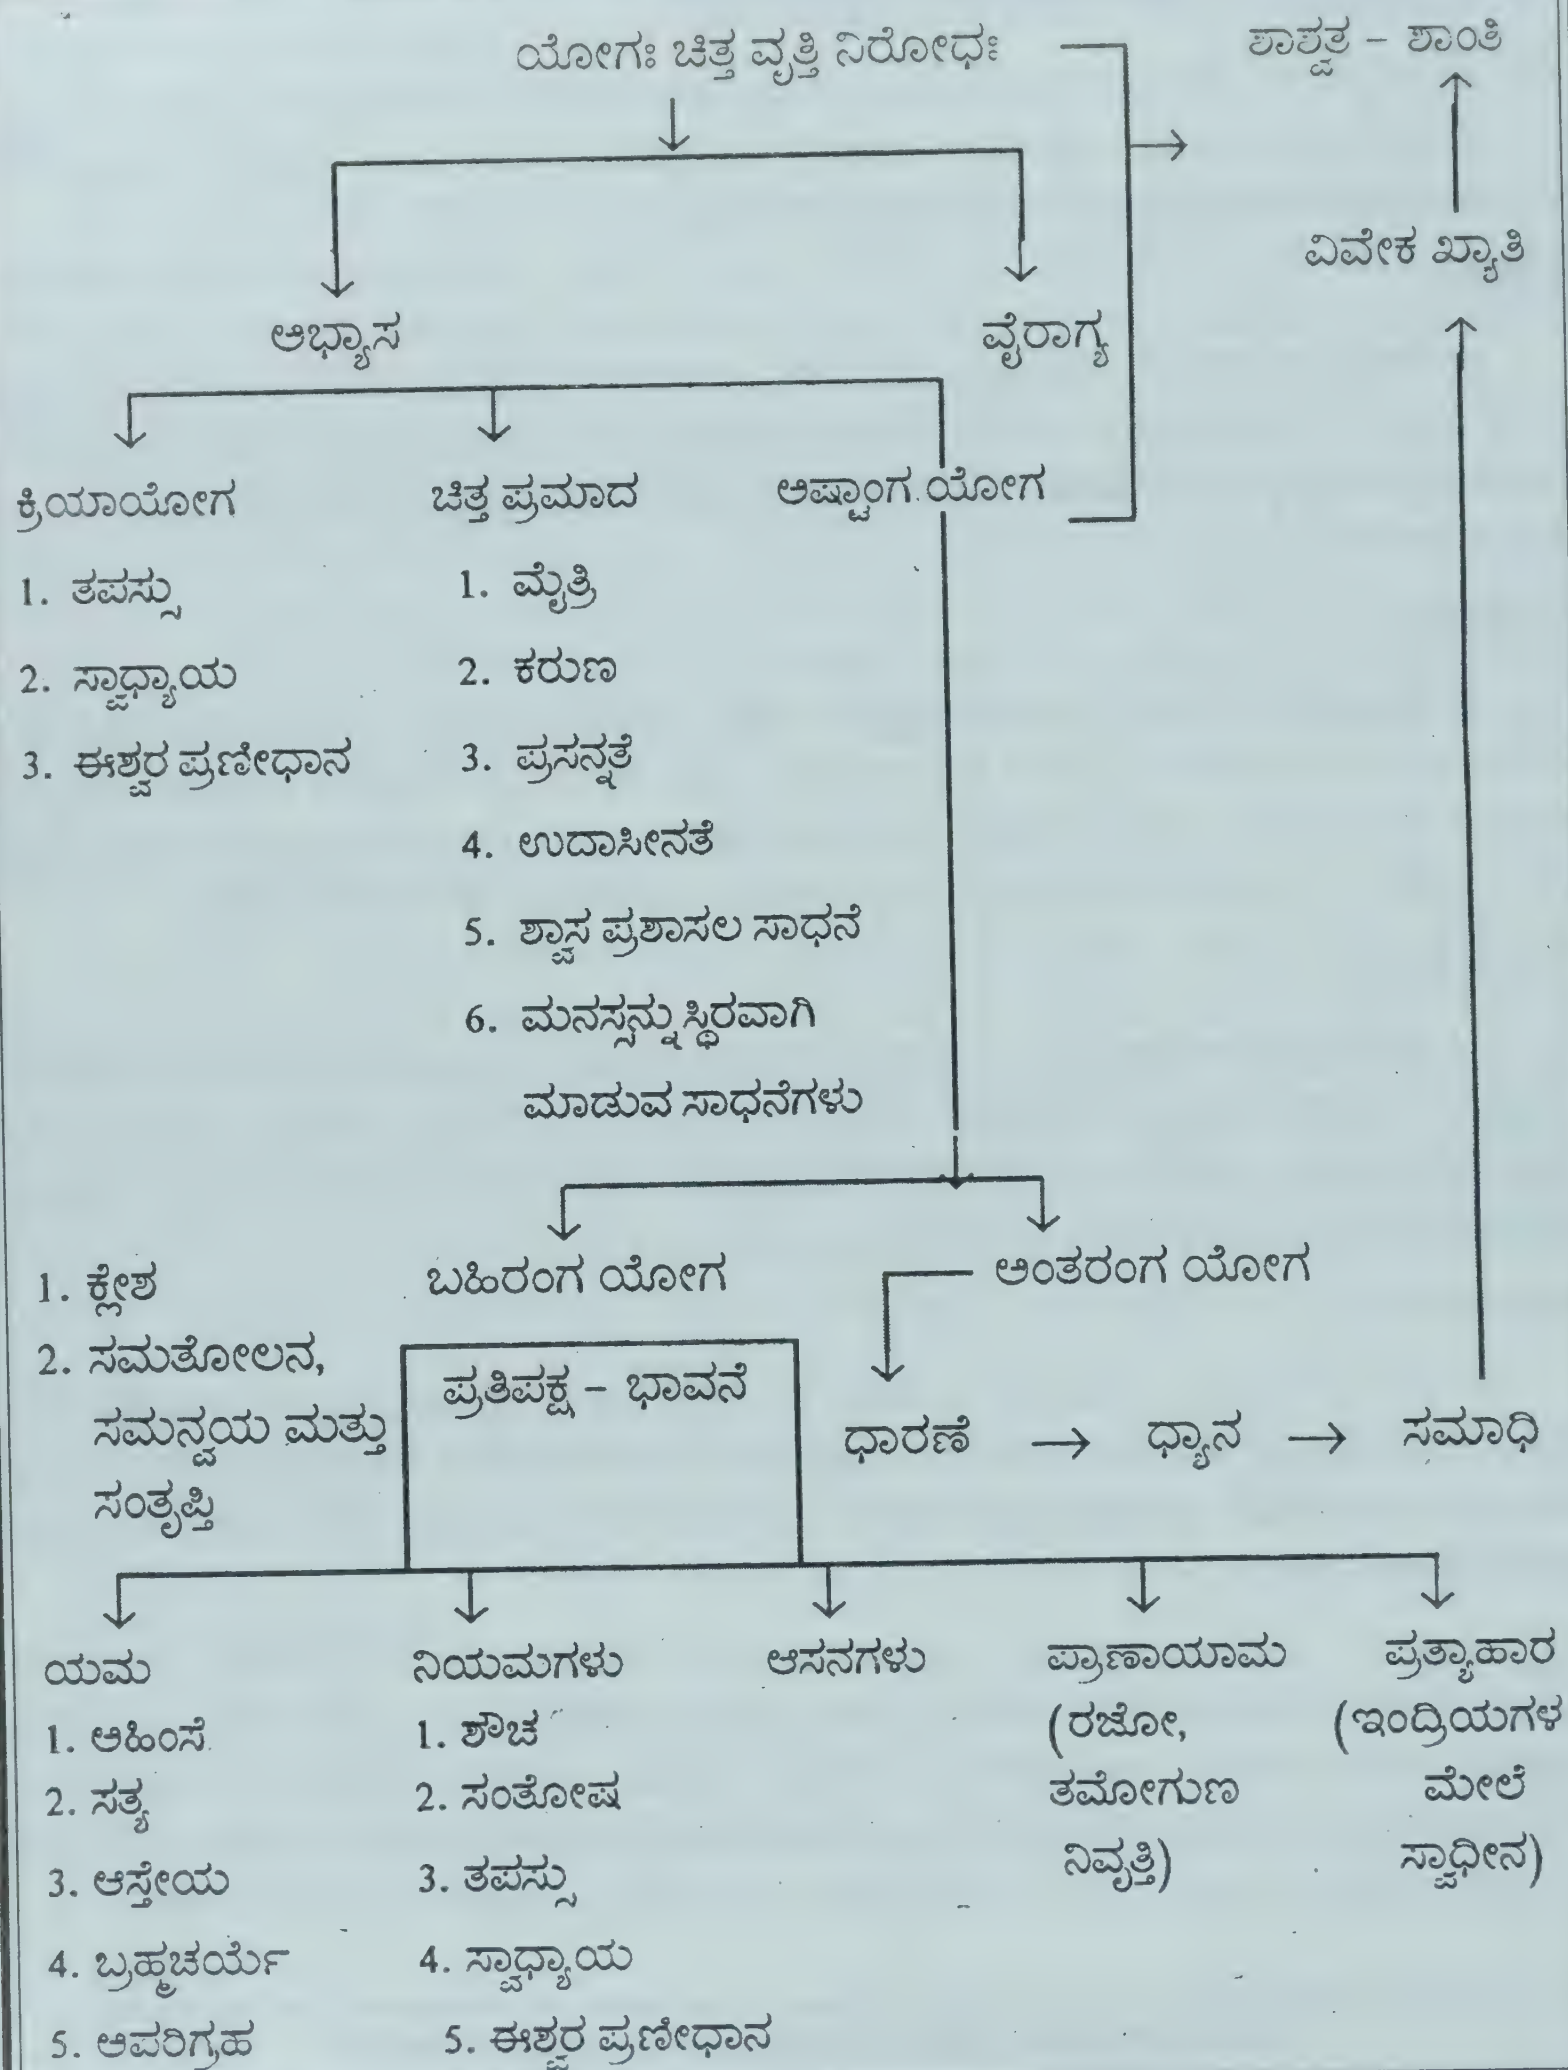 ಯೋಗಃ ಚಿತ್ತ ವೃತ್ತಿ ನಿರೋಧಃ
ಶಾಶ್ವತ – ಶಾಂತಿ
ವಿವೇಕ ಖ್ಯಾತಿ
ಅಭ್ಯಾಸ
ವೈರಾಗ್ಯ
ಕ್ರಿಯಾಯೋಗ
1. ತಪಸ್ಸು
2. ಸ್ವಾಧ್ಯಾಯ
3. ಈಶ್ವರ ಪ್ರಣೀಧಾನ
ಚಿತ್ತ ಪ್ರಮಾದ
1. ಮೈತ್ರಿ
2. ಕರುಣ
3. ಪ್ರಸನ್ನತೆ
4. ಉದಾಸೀನತೆ
5. ಶ್ವಾಸ ಪ್ರಶಾಸಲ ಸಾಧನೆ
6. ಮನಸ್ಸನ್ನು ಸ್ಥಿರವಾಗಿ
ಮಾಡುವ ಸಾಧನೆಗಳು
ಅಷ್ಟಾಂಗ ಯೋಗ
ಬಹಿರಂಗ ಯೋಗ
ಅಂತರಂಗ ಯೋಗ
1. ಕ್ಲೇಶ
2. ಸಮತೋಲನ,
ಸಮನ್ವಯ ಮತ್ತು
ಸಂತೃಪ್ತಿ
ಪ್ರತಿಪಕ್ಷ – ಭಾವನೆ
ಧಾರಣೆ → ಧ್ಯಾನ → ಸಮಾಧಿ
ಯಮ
1. ಅಹಿಂಸೆ
2. ಸತ್ಯ
3. ಆಸ್ತೇಯ
4. ಬ್ರಹ್ಮಚರ್ಯೆ
5. ಅಪರಿಗ್ರಹ
ನಿಯಮಗಳು
1. ಶೌಚ
2. ಸಂತೋಷ
3. ತಪಸ್ಸು
4. ಸ್ವಾಧ್ಯಾಯ
5. ಈಶ್ವರ ಪ್ರಣೀಧಾನ
ಆಸನಗಳು
ಪ್ರಾಣಾಯಾಮ
(ರಜೋ,
ತಮೋಗುಣ
ನಿವೃತ್ತಿ)
ಪ್ರತ್ಯಾಹಾರ
(ಇಂದ್ರಿಯಗಳ
ಮೇಲೆ
ಸ್ವಾಧೀನ)